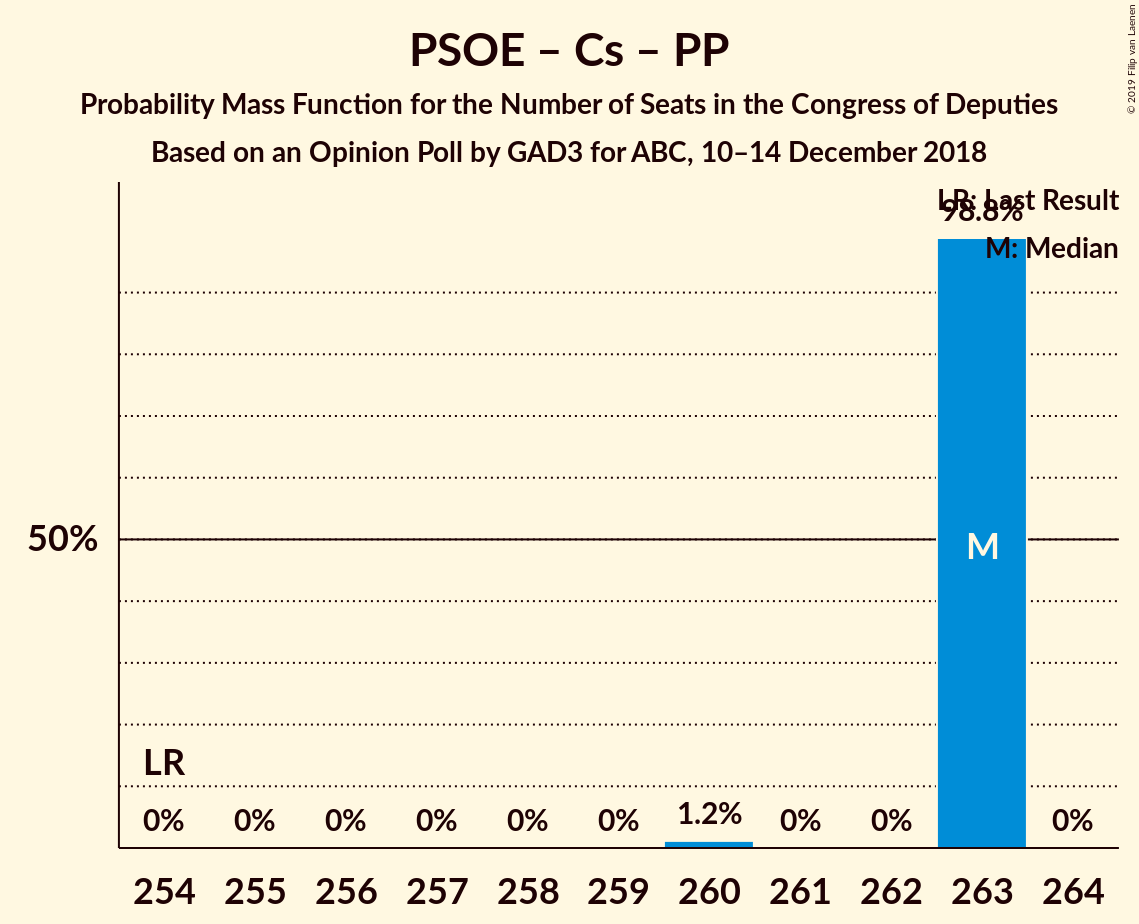 PSOE – Cs – PP
Probability Mass Function for the Number of Seats in the Congress of Deputies
Based on an Opinion Poll by GAD3 for ABC, 10–14 December 2018
© 2019 Filip van Laenen
LR: Last Result
98.8%
M: Median
50%
M
LR
0% 0% 0% 0% 0% 0% 1.2% 0% 0% 0%
254 255 256 257 258 259 260 261 262 263 264